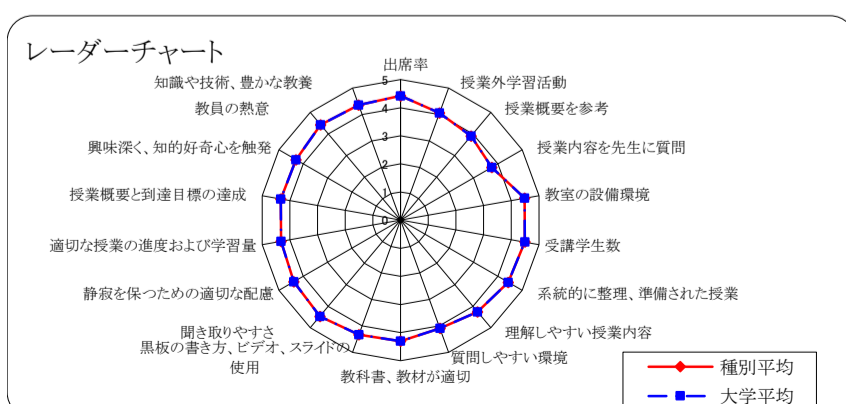 レーダーチャート
出席率
授業外学習活動
授業概要を参考
授業内容を先生に質問
教室の設備環境
受講学生数
系統的に整理、準備された授業
理解しやすい授業内容
質問しやすい環境
教科書、教材が適切
黒板の書き方、ビデオ、スライドの
使用
聞き取りやすさ
静寂を保つための適切な配慮
適切な授業の進度および学習量
授業概要と到達目標の達成
興味深く、知的好奇心を触発
教員の熱意
知識や技術、豊かな教養
5
4
3
2
1
0
種別平均
大学平均